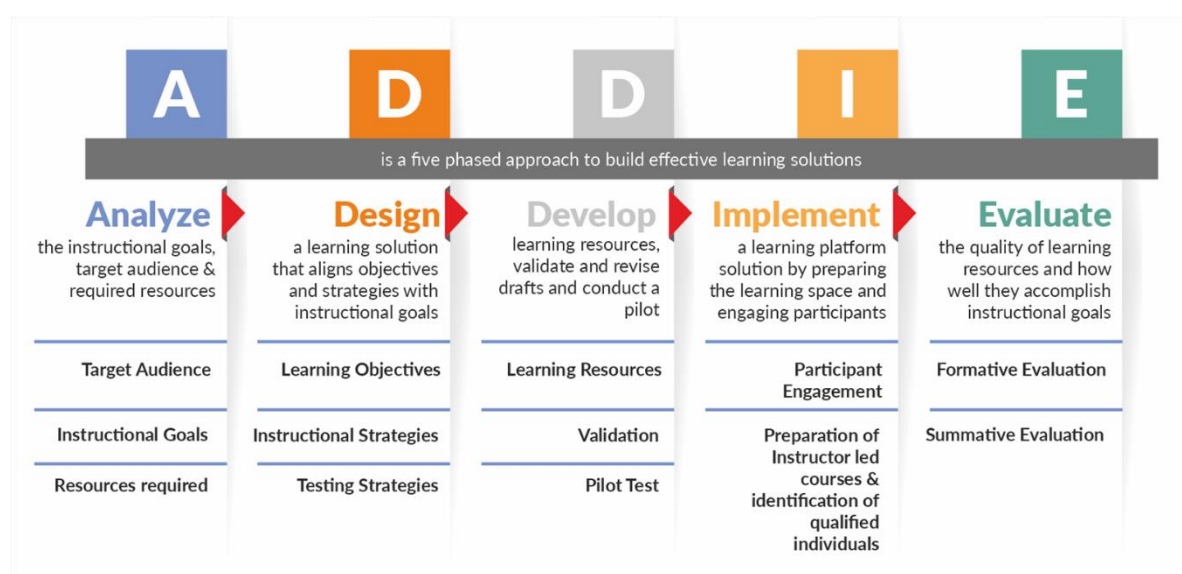 A
D
D
I
E
is a five phased approach to build effective learning solutions
Analyze
the instructional goals,
target audience &
required resources
Target Audience
Instructional Goals
Resources required
Design
a learning solution
that aligns objectives
and strategies with
instructional goals
Learning Objectives
Instructional Strategies
Testing Strategies
Develop
learning resources,
validate and revise
drafts and conduct a
pilot
Learning Resources
Validation
Pilot Test
Implement
a learning platform
solution by preparing
the learning space and
engaging participants
Participant
Engagement
Preparation of
Instructor led
courses &
identification of
qualified
individuals
Evaluate
the quality of learning
resources and how
well they accomplish
instructional goals
Formative Evaluation
Summative Evaluation